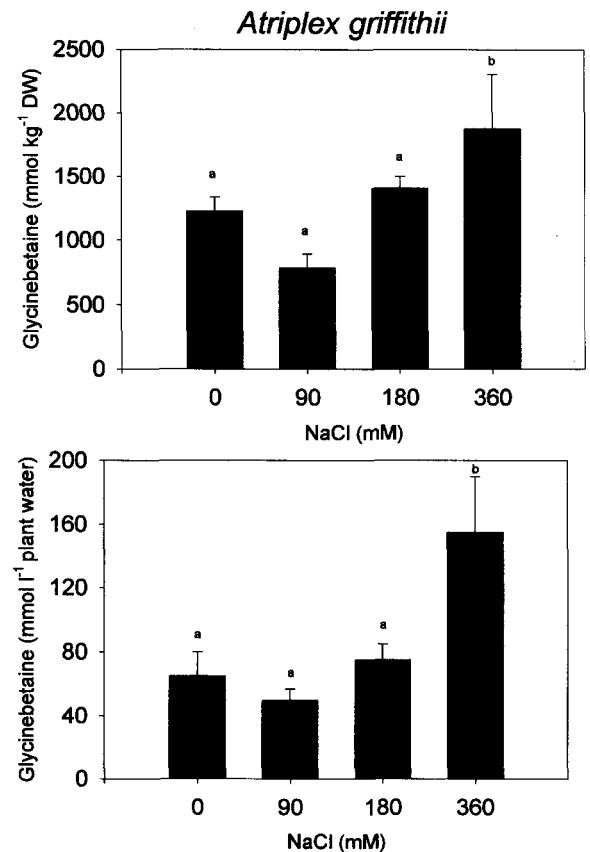 Atriplex griffithii
Glycinebetaine (mmol kg⁻¹ DW)
2500
2000
1500
1000
500
0
a
a
a
b
0 90 180 360
NaCl (mM)
Glycinebetaine (mmol l⁻¹ plant water)
200
160
120
80
40
0
a
a
a
b
0 90 180 360
NaCl (mM)